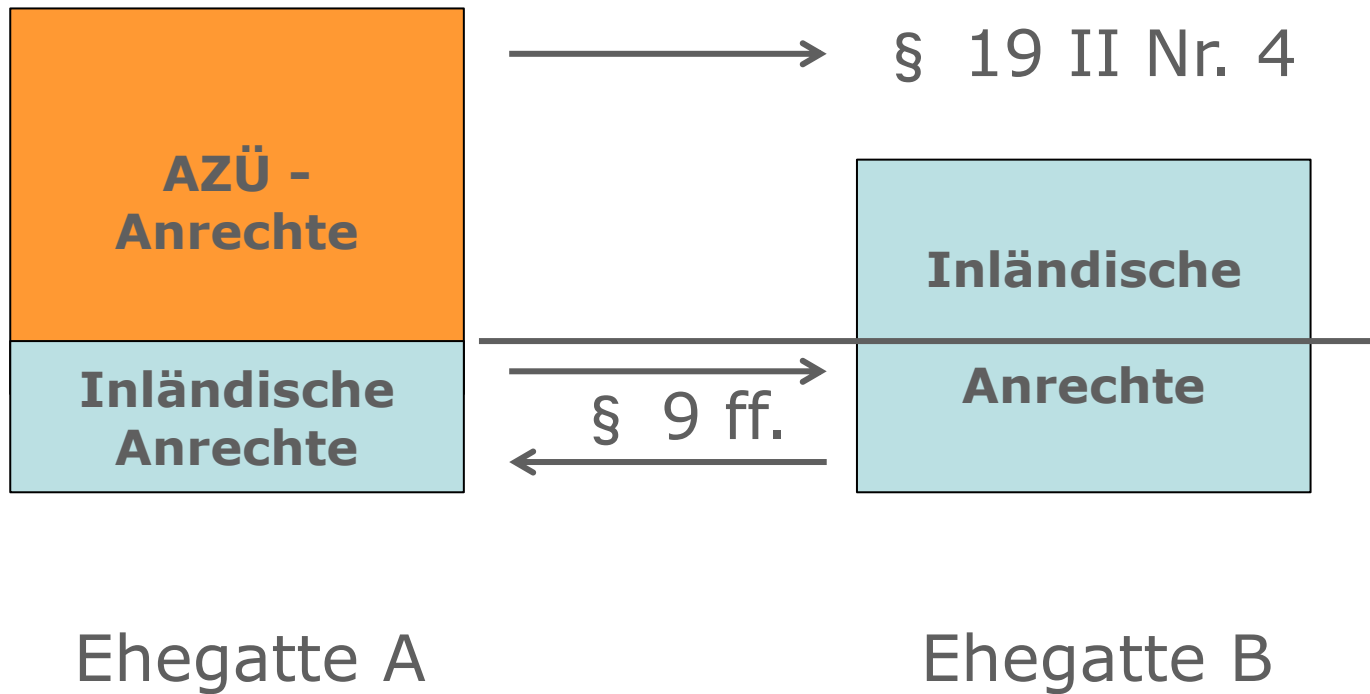 § 19 II Nr. 4
AZÜ -
Anrechte
Inländische
Anrechte
Inländische
Anrechte
§ 9 ff.
Ehegatte A
Ehegatte B